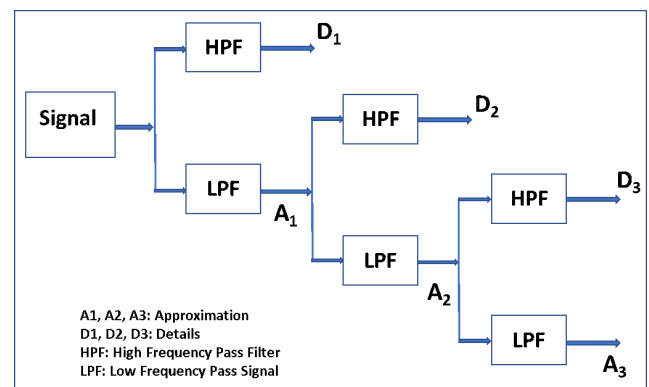 HPF
D₁
Signal
HPF
D₂
LPF
A₁
HPF
D₃
LPF
A₂
LPF
A₃
A1, A2, A3: Approximation
D1, D2, D3: Details
HPF: High Frequency Pass Filter
LPF: Low Frequency Pass Signal